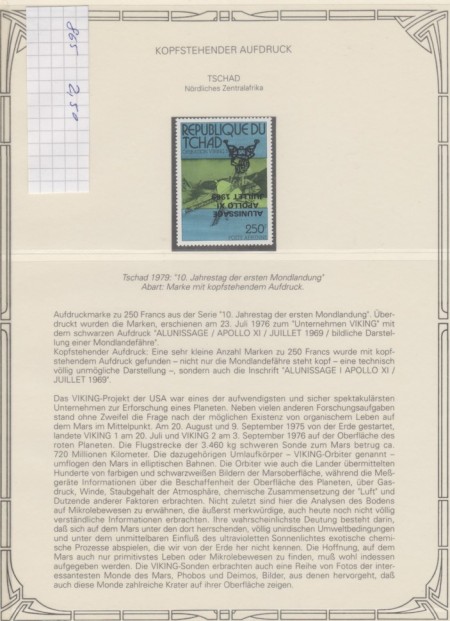 865 2,50
KOPFSTEHENDER AUFDRUCK
TSCHAD
Nördliches Zentralafrika
REPUBLIQUE DU
TCHAD
OPERATION VIKING
ALUNISSAGE
APOLLO XI
JUILLET 1969
250F
POSTE AERIENNE
Tschad 1979: "10. Jahrestag der ersten Mondlandung"
Abart: Marke mit kopfstehendem Aufdruck.
Aufdruckmarke zu 250 Francs aus der Serie "10. Jahrestag der ersten Mondlandung". Über-
druckt wurden die Marken, erschienen am 23. Juli 1976 zum "Unternehmen VIKING" mit
dem schwarzen Aufdruck "ALUNISSAGE / APOLLO XI / JUILLET 1969 / bildliche Darstel-
lung einer Mondlandefähre".
Kopfstehender Aufdruck: Eine sehr kleine Anzahl Marken zu 250 Francs wurde mit kopf-
stehendem Aufdruck gefunden – nicht nur die Mondlandefähre steht kopf – eine technisch
völlig unmögliche Darstellung –, sondern auch die Inschrift "ALUNISSAGE I APOLLO XI /
JUILLET 1969".
Das VIKING-Projekt der USA war eines der aufwendigsten und sicher spektakulärsten
Unternehmen zur Erforschung eines Planeten. Neben vielen anderen Forschungsaufgaben
stand ohne Zweifel die Frage nach der möglichen Existenz von organischem Leben auf
dem Mars im Mittelpunkt. Am 20. August und 9. September 1975 von der Erde gestartet,
landete VIKING 1 am 20. Juli und VIKING 2 am 3. September 1976 auf der Oberfläche des
roten Planeten. Die Flugstrecke der 3.460 kg schweren Sonde zum Mars betrug ca.
720 Millionen Kilometer. Die dazugehörigen Umlaufkörper – VIKING-Orbiter genannt –
umflogen den Mars in elliptischen Bahnen. Die Orbiter wie auch die Lander übermittelten
Hunderte von farbigen und schwarzweißen Bildern der Marsoberfläche, während die Meß-
geräte Informationen über die Beschaffenheit der Oberfläche des Planeten, über Gas-
druck, Winde, Staubgehalt der Atmosphäre, chemische Zusammensetzung der "Luft" und
Dutzende anderer Faktoren erbrachten. Nicht zuletzt sind hier die Analysen des Bodens
auf Mikrolebewesen zu erwähnen, die äußerst merkwürdige, auch heute noch nicht völlig
verständliche Informationen erbrachten. Ihre wahrscheinlichste Deutung besteht darin,
daß sich auf dem Mars unter den dort herrschenden, völlig unirdischen Umweltbedingungen
und unter dem unmittelbaren Einfluß des ultravioletten Sonnenlichtes exotische chemi-
sche Prozesse abspielen, die wir von der Erde her nicht kennen. Die Hoffnung, auf dem
Mars auch nur primitivstes Leben oder Mikrolebewesen zu finden, muß wohl indessen
aufgegeben werden. Die VIKING-Sonden erbrachten auch eine Reihe von Fotos der inter-
essantesten Monde des Mars, Phobos und Deimos, Bilder, aus denen hervorgeht, daß
auch diese Monde zahlreiche Krater auf ihrer Oberfläche zeigen.